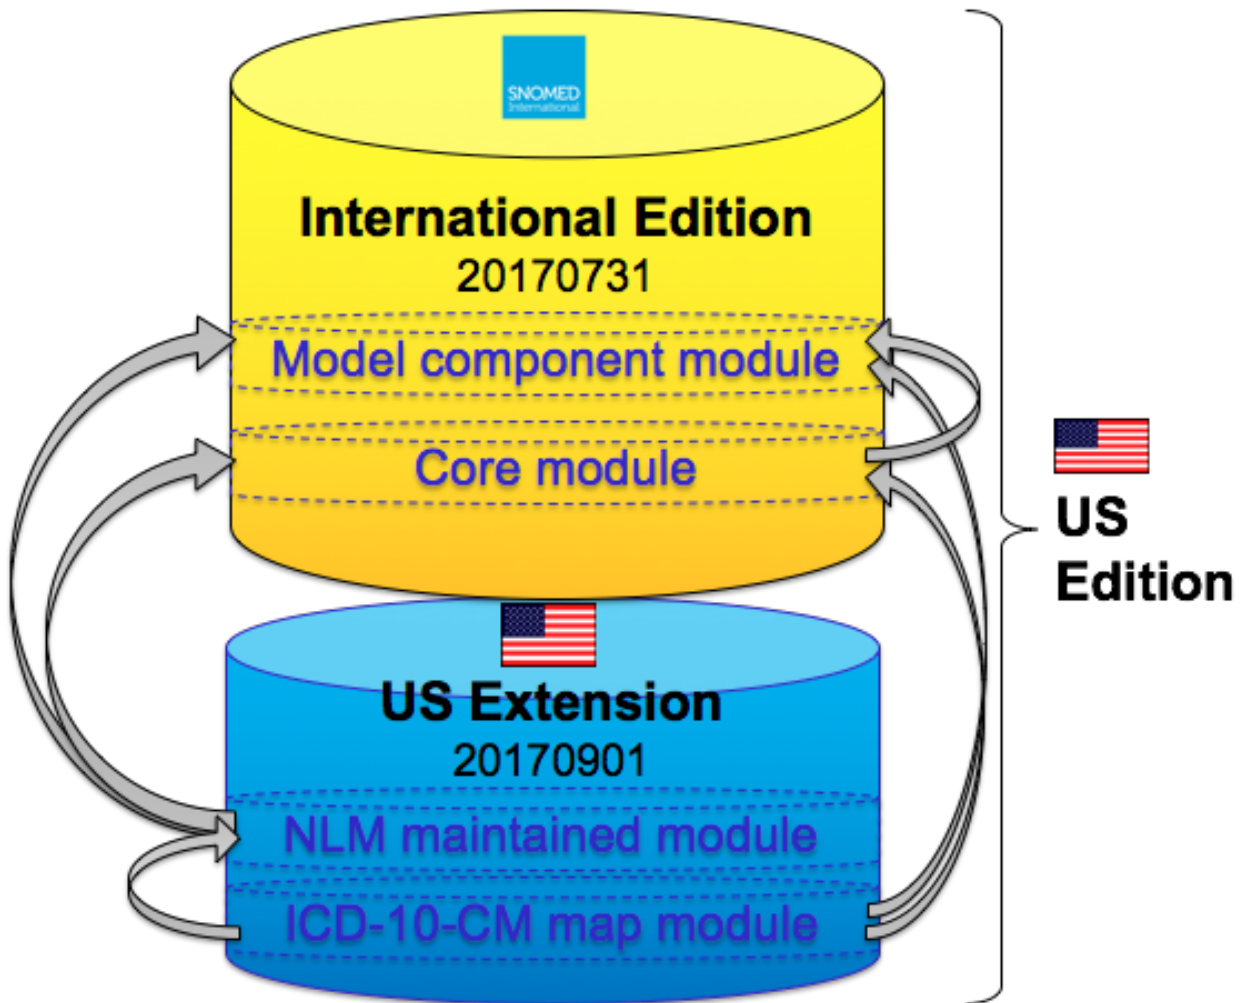 SNOMED
International
International Edition
20170731
Model component module
Core module
US
Edition
US Extension
20170901
NLM maintained module
ICD-10-CM map module